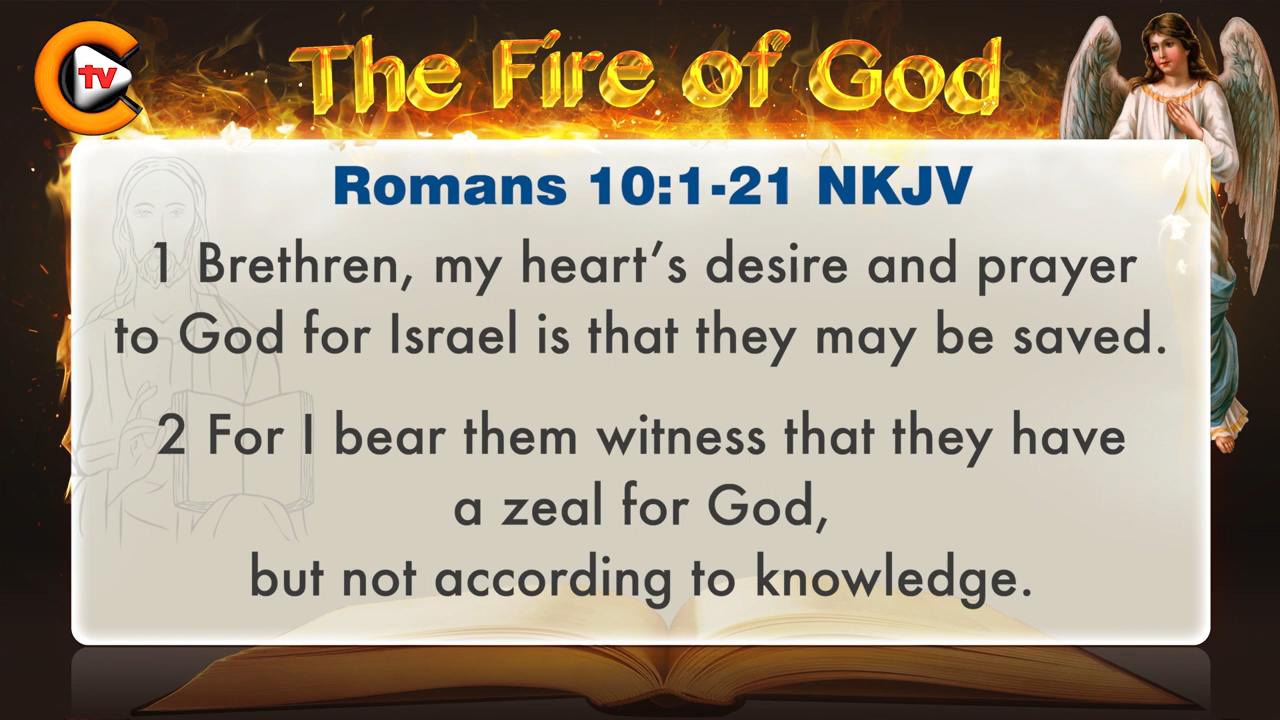 tv
The Fire of God
Romans 10:1-21 NKJV
1 Brethren, my heart’s desire and prayer
to God for Israel is that they may be saved.
2 For I bear them witness that they have
a zeal for God,
but not according to knowledge.